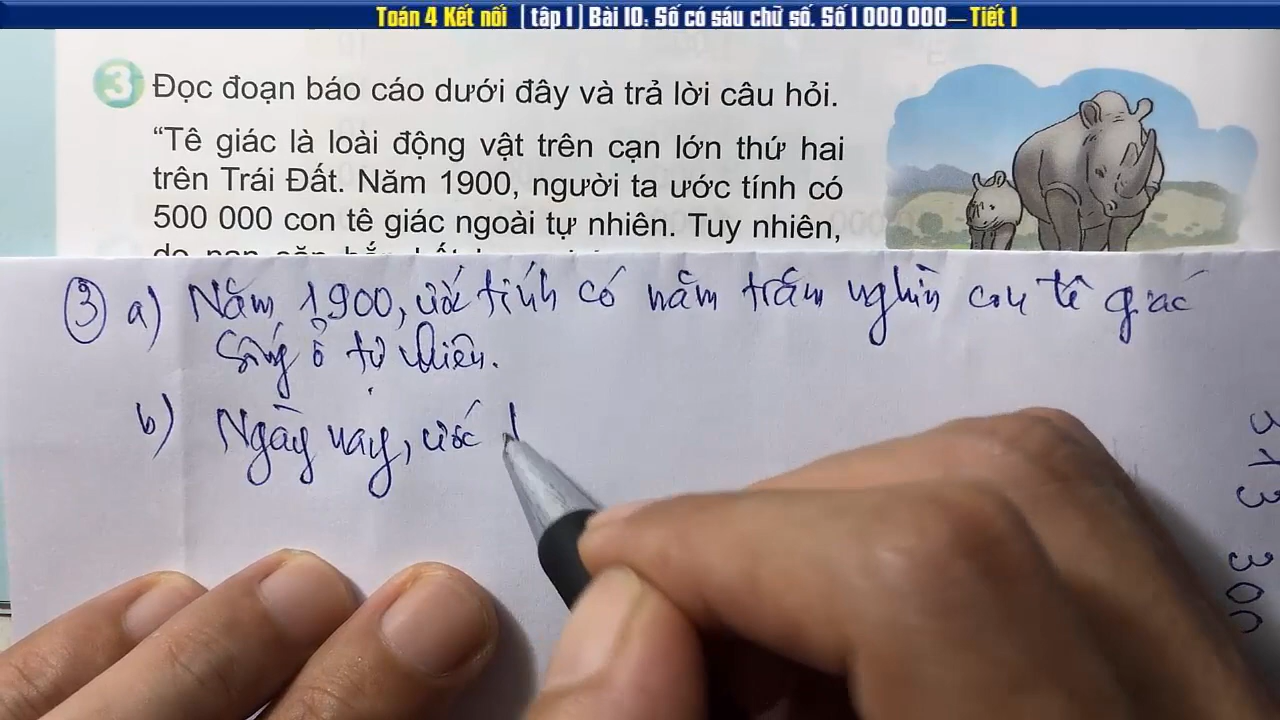 Toán 4 Kết nối [ tập 1 ] Bài 10: Số có sáu chữ số. Số 1 000 000– Tiết 1
3 Đọc đoạn báo cáo dưới đây và trả lời câu hỏi.
“Tê giác là loài động vật trên cạn lớn thứ hai
trên Trái Đất. Năm 1900, người ta ước tính có
500 000 con tê giác ngoài tự nhiên. Tuy nhiên,
3 a) Năm 1900, ước tính có năm trăm nghìn con tê giác
sống ở tự nhiên.
b) Ngày nay, ước
313 300